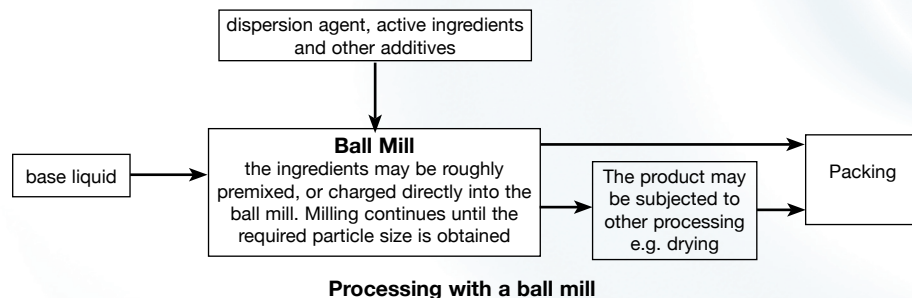 dispersion agent, active ingredients
and other additives
Ball Mill
the ingredients may be roughly
premixed, or charged directly into the
ball mill. Milling continues until the
required particle size is obtained
base liquid
The product may
be subjected to
other processing
e.g. drying
Packing
Processing with a ball mill